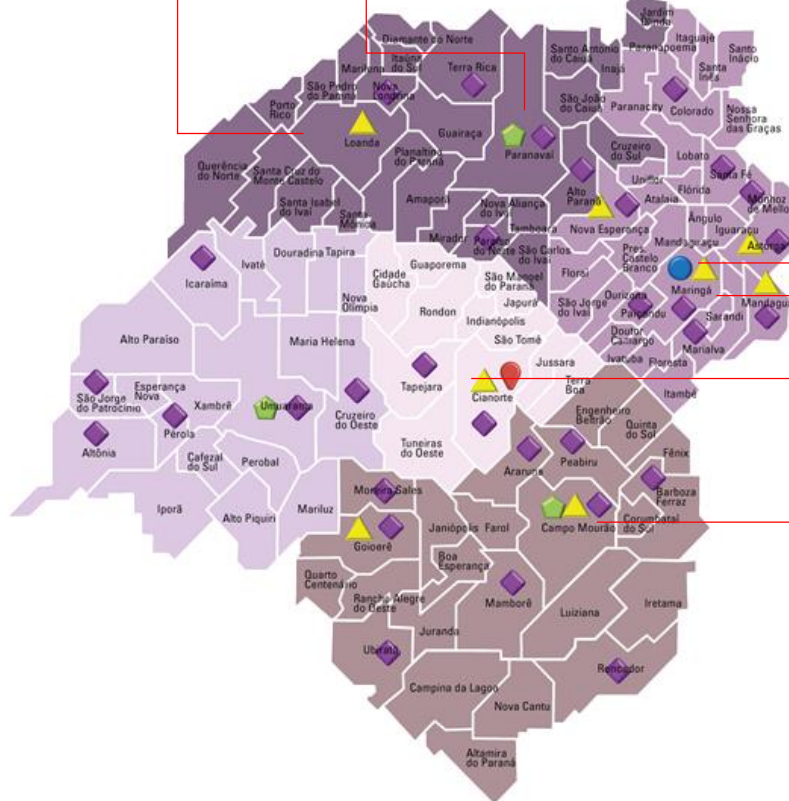 Jardim
Olinda
Diamante do Norte
Itaguajé
Paranapoema
Santo
Inácio
Santo Antônio
do Caiuá
Itaúna
do Sul
Marilena
Terra Rica
Inajá
Santa
Inês
São Pedro
do Paraná
Nova
Londrina
Porto
Rico
São João
do Caiuá
Paranacity
Colorado
Nossa
Senhora
das Graças
Loanda
Guairaça
Paranavaí
Cruzeiro
do Sul
Planaltina
do Paraná
Lobato
Querência
do Norte
Santa Cruz do
Monte Castelo
Uniflor
Santa Fé
Alto
Paraná
Flórida
Atalaia
Munhoz
de Mello
Santa Isabel
do Ivaí
Amaporã
Nova Aliança
do Ivaí
Ângulo
Santa
Mônica
Tamboara
Nova Esperança
Iguaraçu
Mirador
Paraíso
do Norte
São Carlos
do Ivaí
Mandaguaçu
Astorga
Pres.
Castelo
Branco
Douradina
Tapira
Ivaté
Guaporema
Cidade
Gaúcha
Floraí
Icaraíma
São Manoel
do Paraná
Maringá
Nova
Olímpia
Japurá
Ourizona
São Jorge
do Ivaí
Paiçandu
Mandaguari
Sarandi
Rondon
Indianópolis
Doutor
Camargo
Alto Paraíso
Maria Helena
São Tomé
Marialva
Ivatuba
Floresta
Jussara
Tapejara
Terra
Boa
Itambé
Esperança
Nova
São Jorge
do Patrocínio
Xambrê
Umuarama
Cianorte
Cruzeiro
do Oeste
Engenheiro
Beltrão
Pérola
Quinta
do Sol
Altônia
Tuneiras
do Oeste
Fênix
Cafezal
do Sul
Perobal
Araruna
Peabiru
Moreira Sales
Barboza
Ferraz
Iporã
Alto Piquiri
Mariluz
Janiópolis
Farol
Campo Mourão
Corumbataí
do Sul
Goioerê
Boa
Esperança
Quarto
Centenário
Rancho Alegre
do Oeste
Mamborê
Luiziana
Iretama
Juranda
Ubiratã
Roncador
Campina da Lagoa
Nova Cantu
Altamira
do Paraná